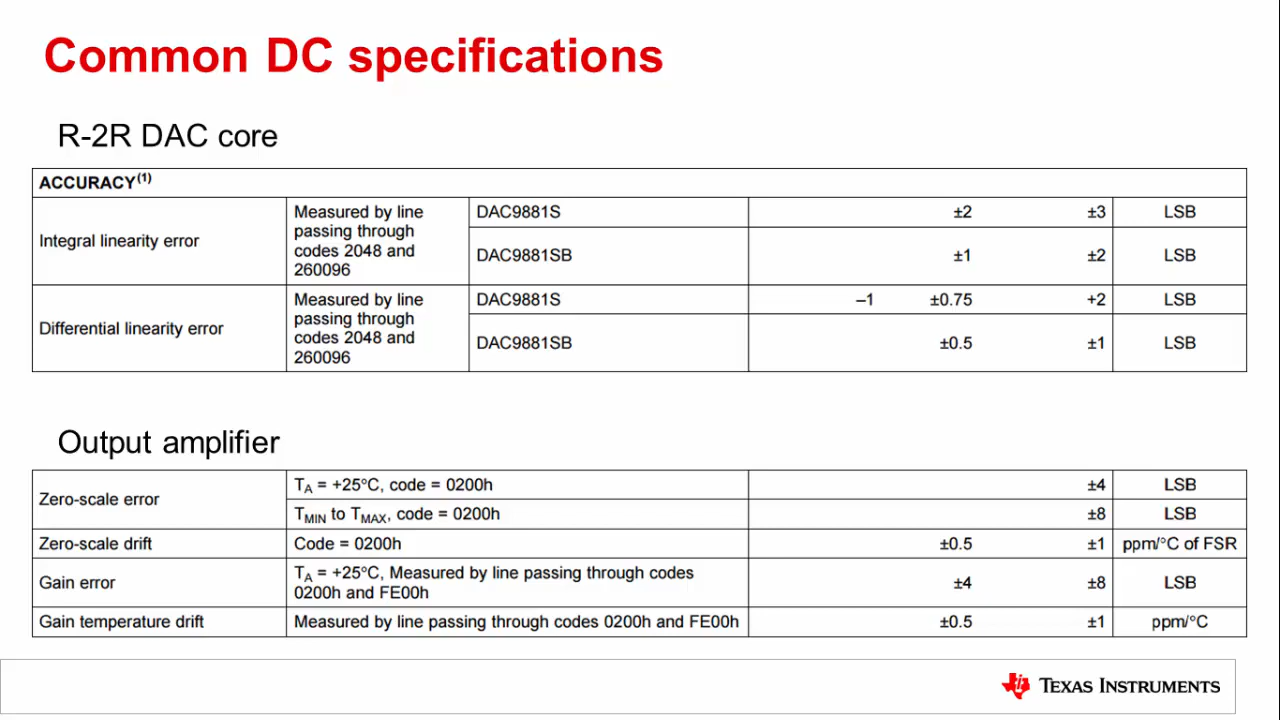 Common DC specifications
R-2R DAC core
ACCURACY(1)
Integral linearity error
Measured by line
passing through
codes 2048 and
260096
DAC9881S ±2 ±3 LSB
DAC9881SB ±1 ±2 LSB
Differential linearity error
Measured by line
passing through
codes 2048 and
260096
DAC9881S –1 ±0.75 +2 LSB
DAC9881SB ±0.5 ±1 LSB
Output amplifier
Zero-scale error
TA = +25°C, code = 0200h ±4 LSB
TMIN to TMAX, code = 0200h ±8 LSB
Zero-scale drift Code = 0200h ±0.5 ±1 ppm/°C of FSR
Gain error
TA = +25°C, Measured by line passing through codes
0200h and FE00h
±4 ±8 LSB
Gain temperature drift Measured by line passing through codes 0200h and FE00h ±0.5 ±1 ppm/°C
TEXAS INSTRUMENTS